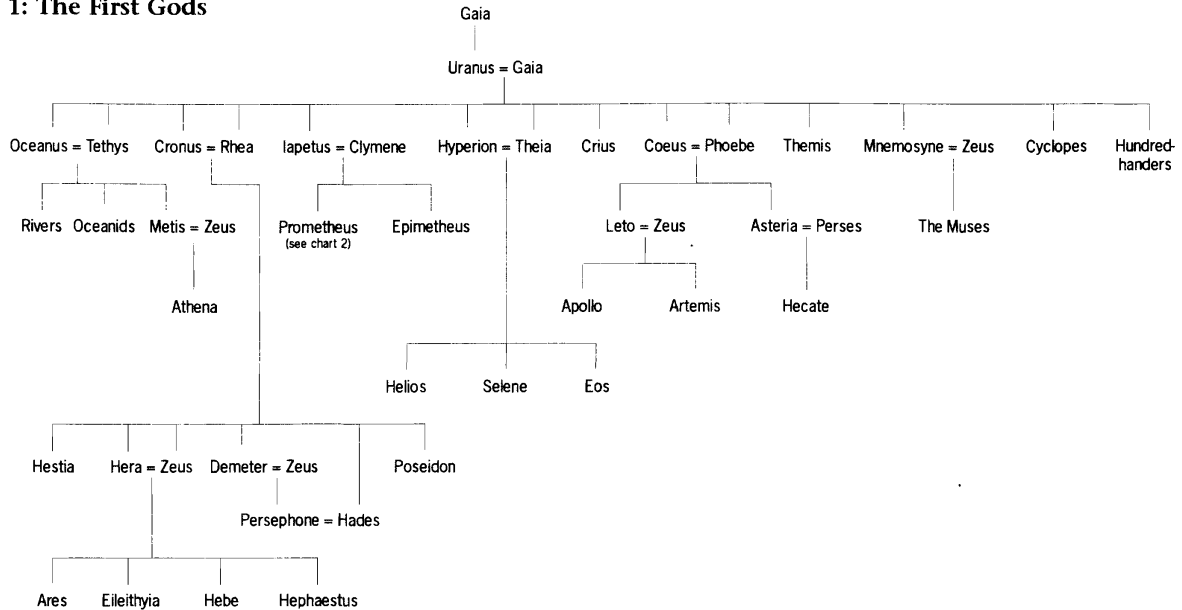 1: The First Gods
Gaia
Uranus = Gaia
Oceanus = Tethys Cronus = Rhea Iapetus = Clymene Hyperion = Theia Crius Coeus = Phoebe Themis Mnemosyne = Zeus Cyclopes Hundred-
handers
Rivers Oceanids Metis = Zeus Prometheus Epimetheus Leto = Zeus Asteria = Perses The Muses
(see chart 2)
Athena Apollo Artemis Hecate
Helios Selene Eos
Hestia Hera = Zeus Demeter = Zeus Poseidon
Persephone = Hades
Ares Eileithyia Hebe Hephaestus